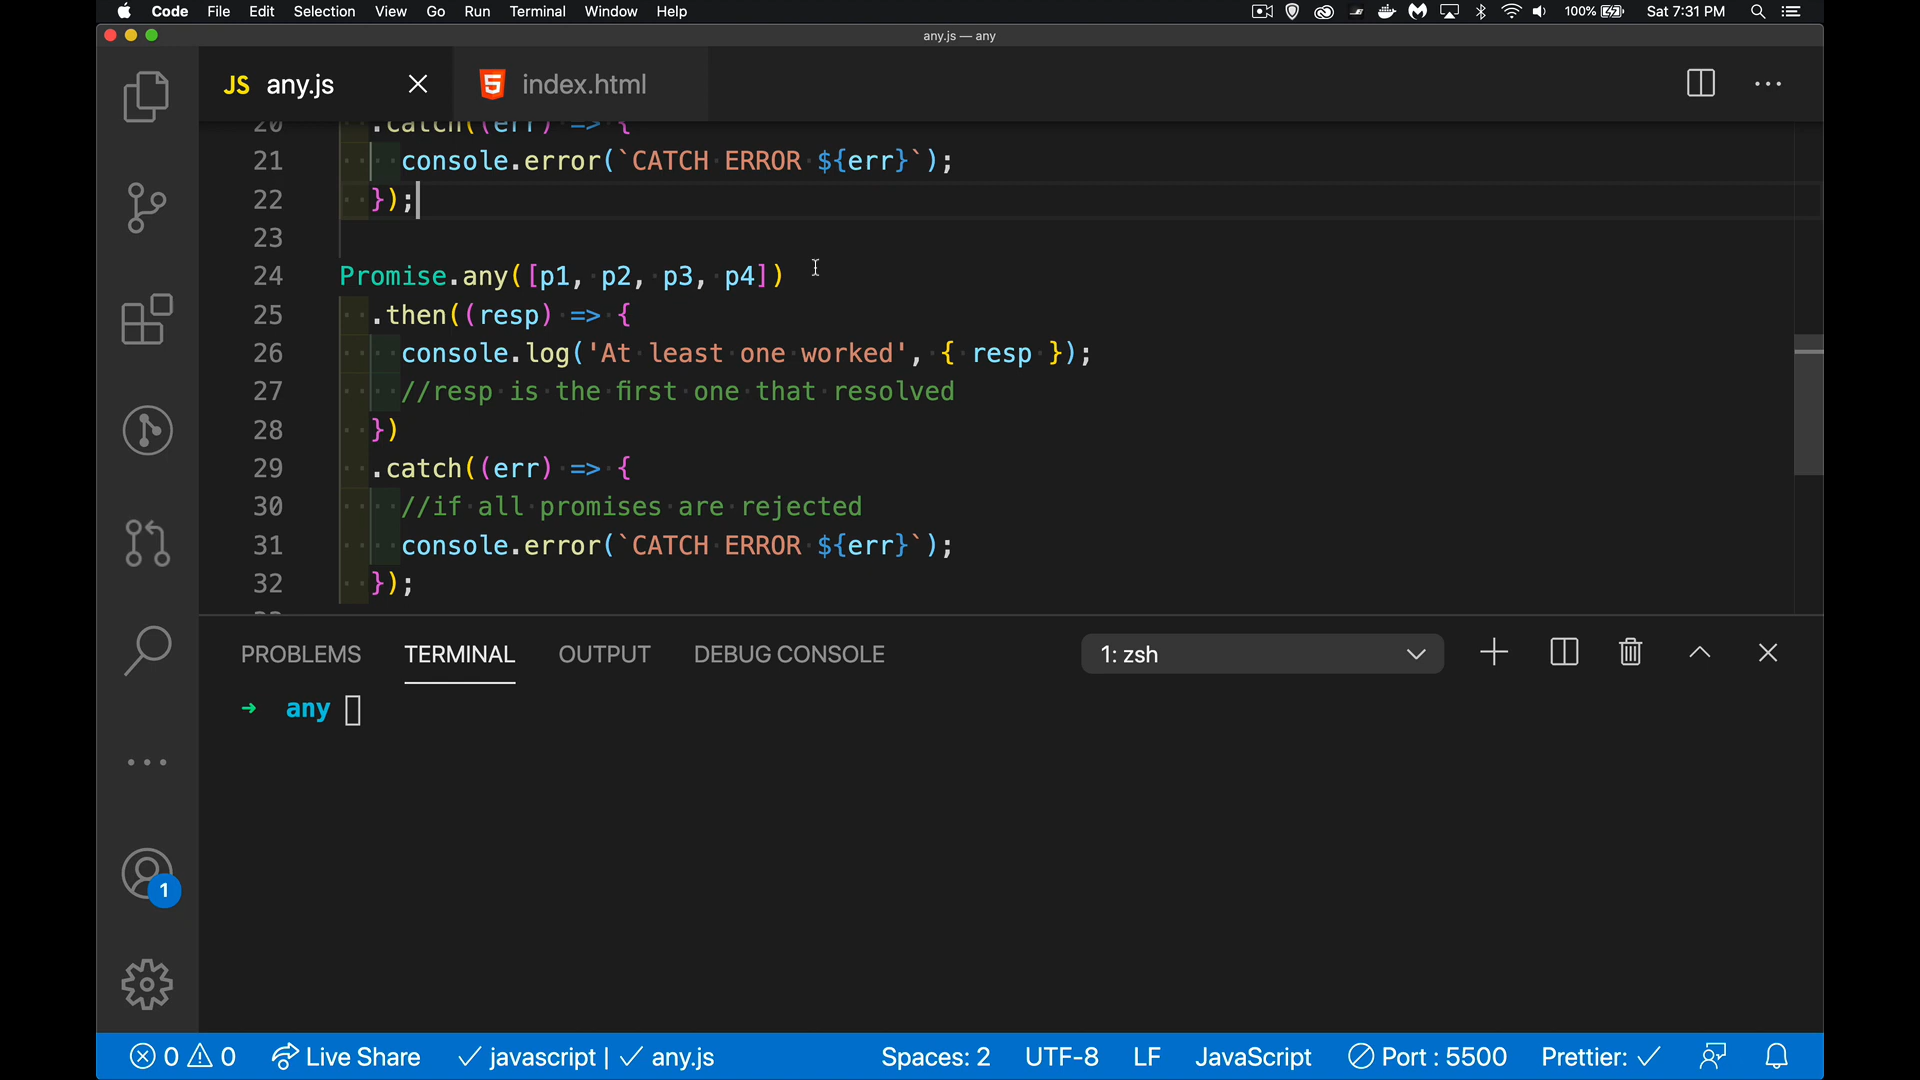 Code File Edit Selection View Go Run Terminal Window Help 100% Sat 7:31 PM
any.js — any
JS any.js index.html
20 .catch((err) => {
21 console.error(`CATCH ERROR ${err}`);
22 });
23
24 Promise.any([p1, p2, p3, p4])
25 .then((resp) => {
26 console.log('At least one worked', { resp });
27 //resp is the first one that resolved
28 })
29 .catch((err) => {
30 //if all promises are rejected
31 console.error(`CATCH ERROR ${err}`);
32 });
PROBLEMS TERMINAL OUTPUT DEBUG CONSOLE 1: zsh
➜ any
1
0 0 Live Share ✓ javascript | ✓ any.js Spaces: 2 UTF-8 LF JavaScript Port : 5500 Prettier: ✓